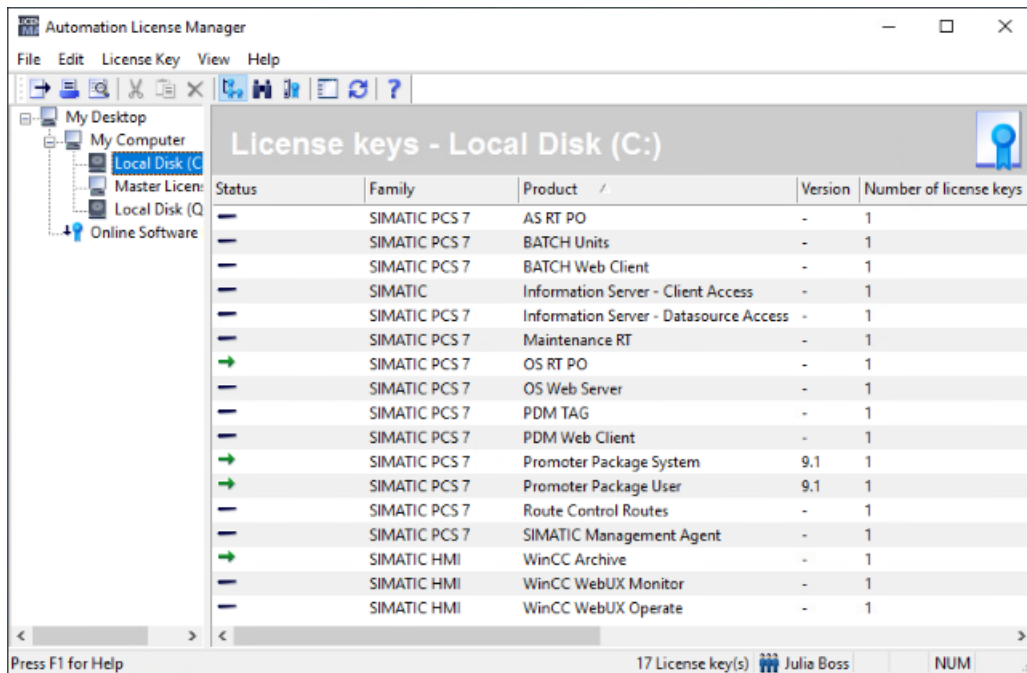 Automation License Manager
File Edit License Key View Help
My Desktop
My Computer
Local Disk (C
Master Licens
Local Disk (Q
Online Software
License keys - Local Disk (C:)
Status Family Product Version Number of license keys
SIMATIC PCS 7 AS RT PO - 1
SIMATIC PCS 7 BATCH Units - 1
SIMATIC PCS 7 BATCH Web Client - 1
SIMATIC Information Server - Client Access - 1
SIMATIC PCS 7 Information Server - Datasource Access - 1
SIMATIC PCS 7 Maintenance RT - 1
SIMATIC PCS 7 OS RT PO - 1
SIMATIC PCS 7 OS Web Server - 1
SIMATIC PCS 7 PDM TAG - 1
SIMATIC PCS 7 PDM Web Client - 1
SIMATIC PCS 7 Promoter Package System 9.1 1
SIMATIC PCS 7 Promoter Package User 9.1 1
SIMATIC PCS 7 Route Control Routes - 1
SIMATIC PCS 7 SIMATIC Management Agent - 1
SIMATIC HMI WinCC Archive - 1
SIMATIC HMI WinCC WebUX Monitor - 1
SIMATIC HMI WinCC WebUX Operate - 1
Press F1 for Help 17 License key(s) Julia Boss NUM